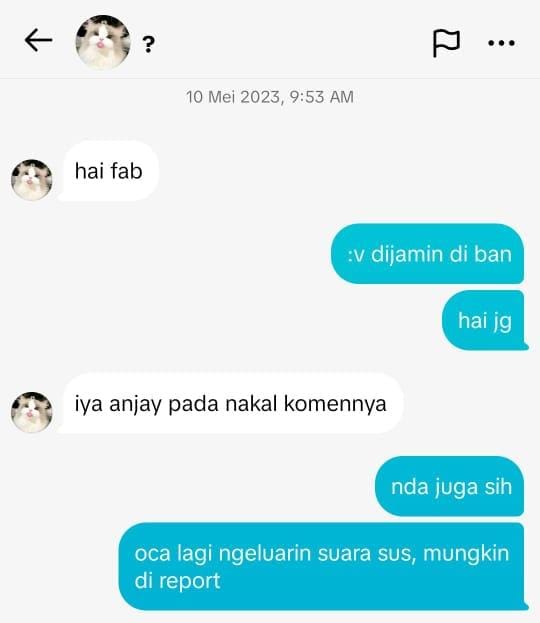 ?
10 Mei 2023, 9:53 AM
hai fab
:v dijamin di ban
hai jg
iya anjay pada nakal komennya
nda juga sih
oca lagi ngeluarin suara sus, mungkin
di report